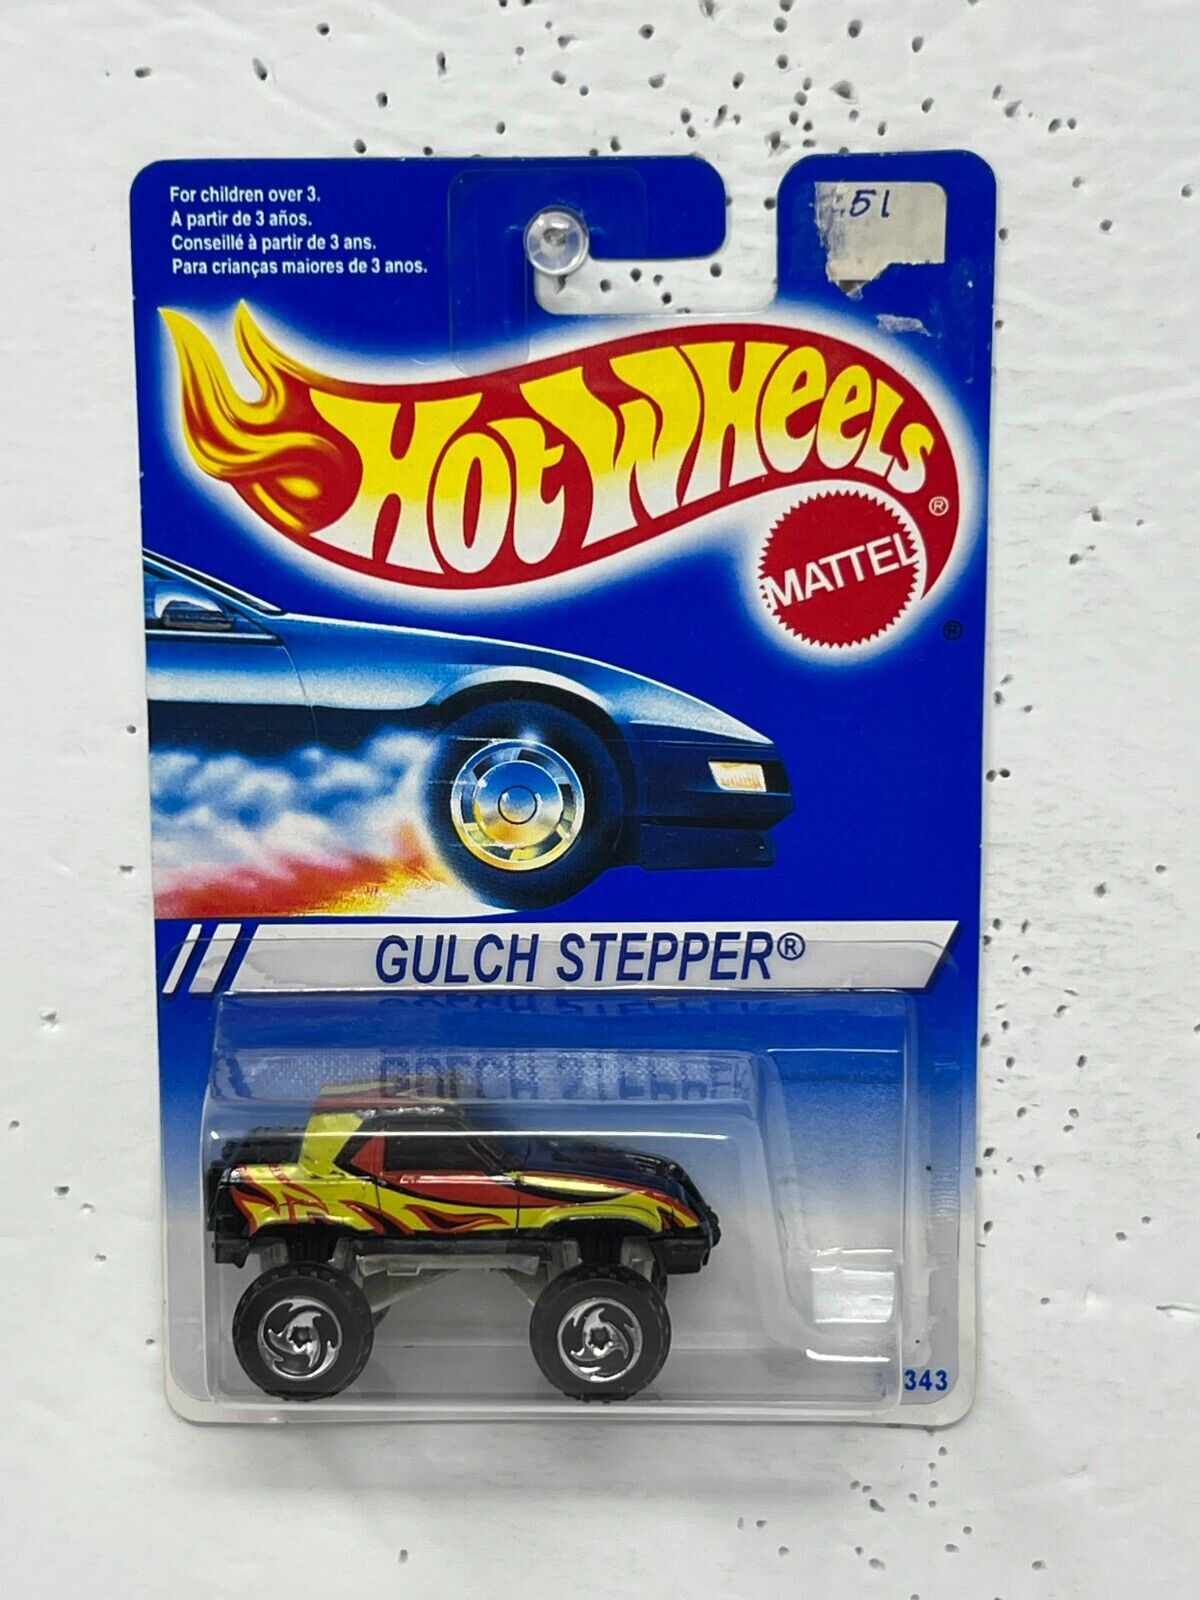 For children over 3.
A partir de 3 años.
Conseillé à partir de 3 ans.
Para crianças maiores de 3 anos.
51
HOT WHEELS®
MATTEL
®
GULCH STEPPER®
343